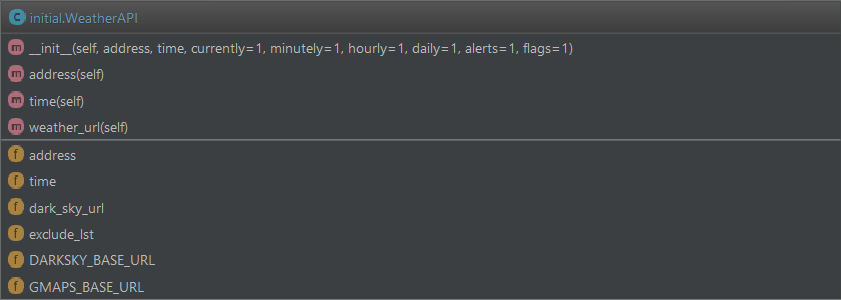 C initial.WeatherAPI
m __init__(self, address, time, currently=1, minutely=1, hourly=1, daily=1, alerts=1, flags=1)
m address(self)
m time(self)
m weather_url(self)
f address
f time
f dark_sky_url
f exclude_lst
f DARKSKY_BASE_URL
f GMAPS_BASE_URL